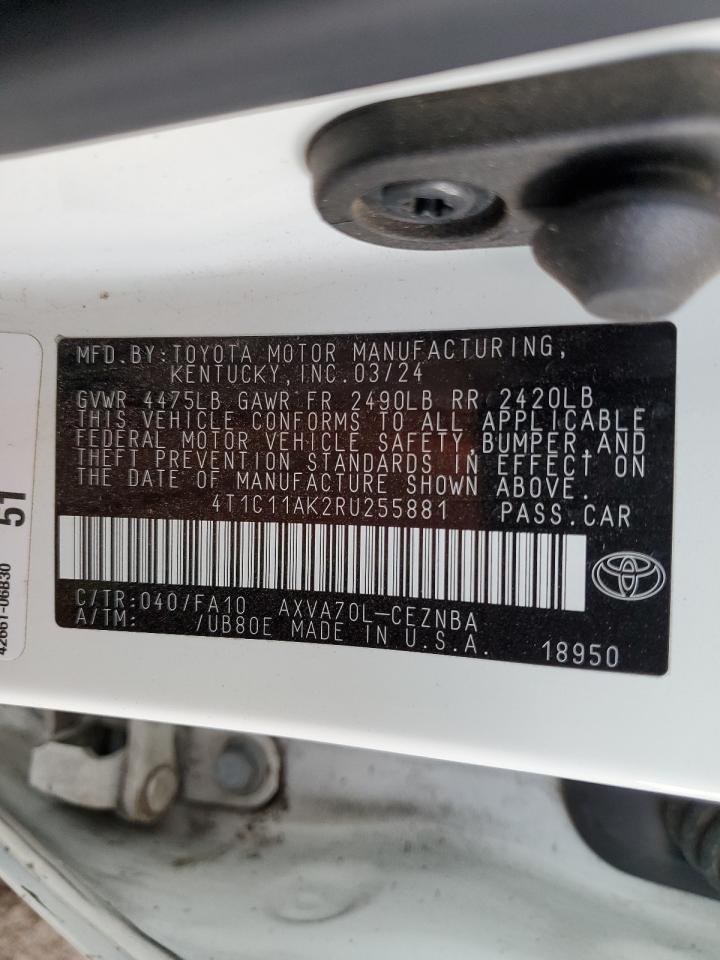 MFD.BY:TOYOTA MOTOR MANUFACTURING,
KENTUCKY,INC.03/24
GVWR 4475LB GAWR FR 2490LB RR 2420LB
THIS VEHICLE CONFORMS TO ALL APPLICABLE
FEDERAL MOTOR VEHICLE SAFETY,BUMPER,AND
THEFT PREVENTION STANDARDS IN EFFECT ON
THE DATE OF MANUFACTURE SHOWN ABOVE.
4T1C11AK2RU255881 PASS.CAR
C/TR:040/FA10 AXVA70L-CEZNBA
A/TM: /UB80E MADE IN U.S.A. 18950
51
42661-06B30